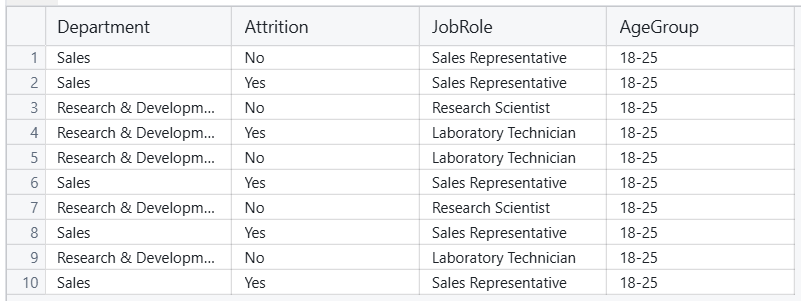 Department Attrition JobRole AgeGroup
1 Sales No Sales Representative 18-25
2 Sales Yes Sales Representative 18-25
3 Research & Developm... No Research Scientist 18-25
4 Research & Developm... Yes Laboratory Technician 18-25
5 Research & Developm... No Laboratory Technician 18-25
6 Sales Yes Sales Representative 18-25
7 Research & Developm... No Research Scientist 18-25
8 Sales Yes Sales Representative 18-25
9 Research & Developm... No Laboratory Technician 18-25
10 Sales Yes Sales Representative 18-25